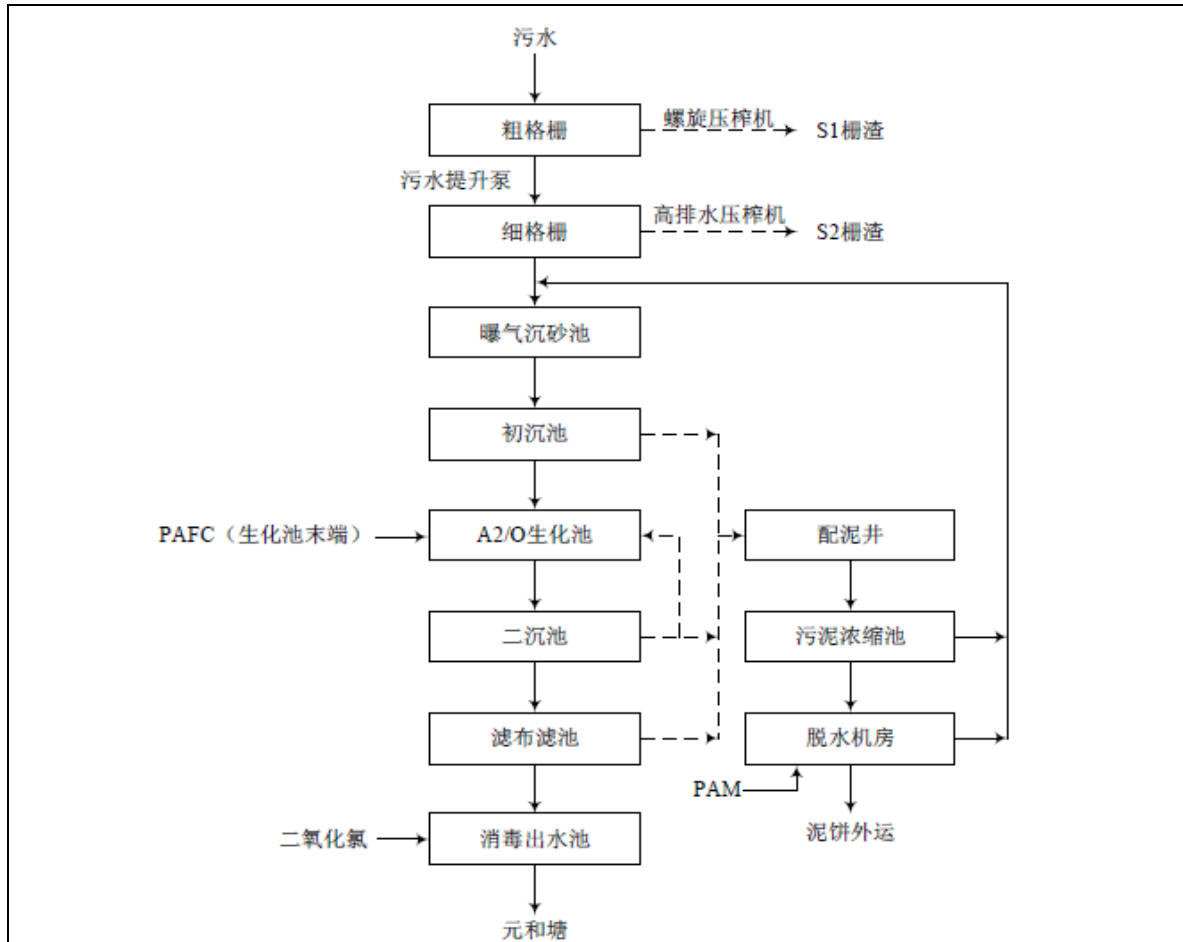 污水
粗格栅
螺旋压榨机
S1栅渣
污水提升泵
细格栅
高排水压榨机
S2栅渣
曝气沉砂池
初沉池
PAFC（生化池末端）
A2/O生化池
配泥井
二沉池
污泥浓缩池
滤布滤池
脱水机房
PAM
二氧化氯
消毒出水池
泥饼外运
元和塘